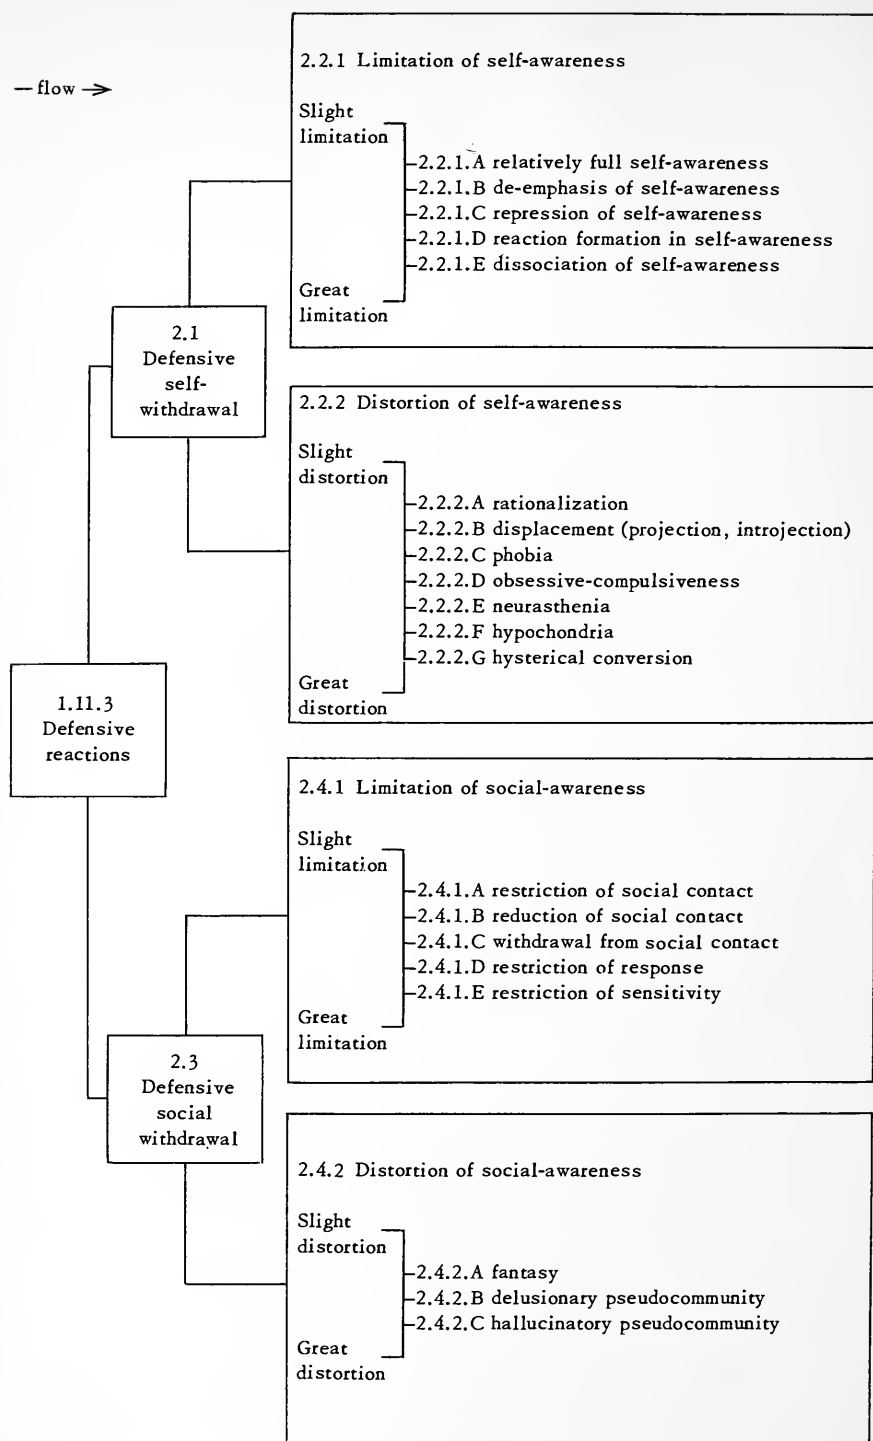 — flow →
2.2.1 Limitation of self-awareness
Slight
limitation
2.2.1.A relatively full self-awareness
2.2.1.B de-emphasis of self-awareness
2.2.1.C repression of self-awareness
2.2.1.D reaction formation in self-awareness
2.2.1.E dissociation of self-awareness
Great
limitation
2.1
Defensive
self-
withdrawal
2.2.2 Distortion of self-awareness
Slight
distortion
2.2.2.A rationalization
2.2.2.B displacement (projection, introjection)
2.2.2.C phobia
2.2.2.D obsessive-compulsiveness
2.2.2.E neurasthenia
2.2.2.F hypochondria
2.2.2.G hysterical conversion
Great
distortion
1.11.3
Defensive
reactions
2.4.1 Limitation of social-awareness
Slight
limitation
2.4.1.A restriction of social contact
2.4.1.B reduction of social contact
2.4.1.C withdrawal from social contact
2.4.1.D restriction of response
2.4.1.E restriction of sensitivity
Great
limitation
2.3
Defensive
social
withdrawal
2.4.2 Distortion of social-awareness
Slight
distortion
2.4.2.A fantasy
2.4.2.B delusionary pseudocommunity
2.4.2.C hallucinatory pseudocommunity
Great
distortion